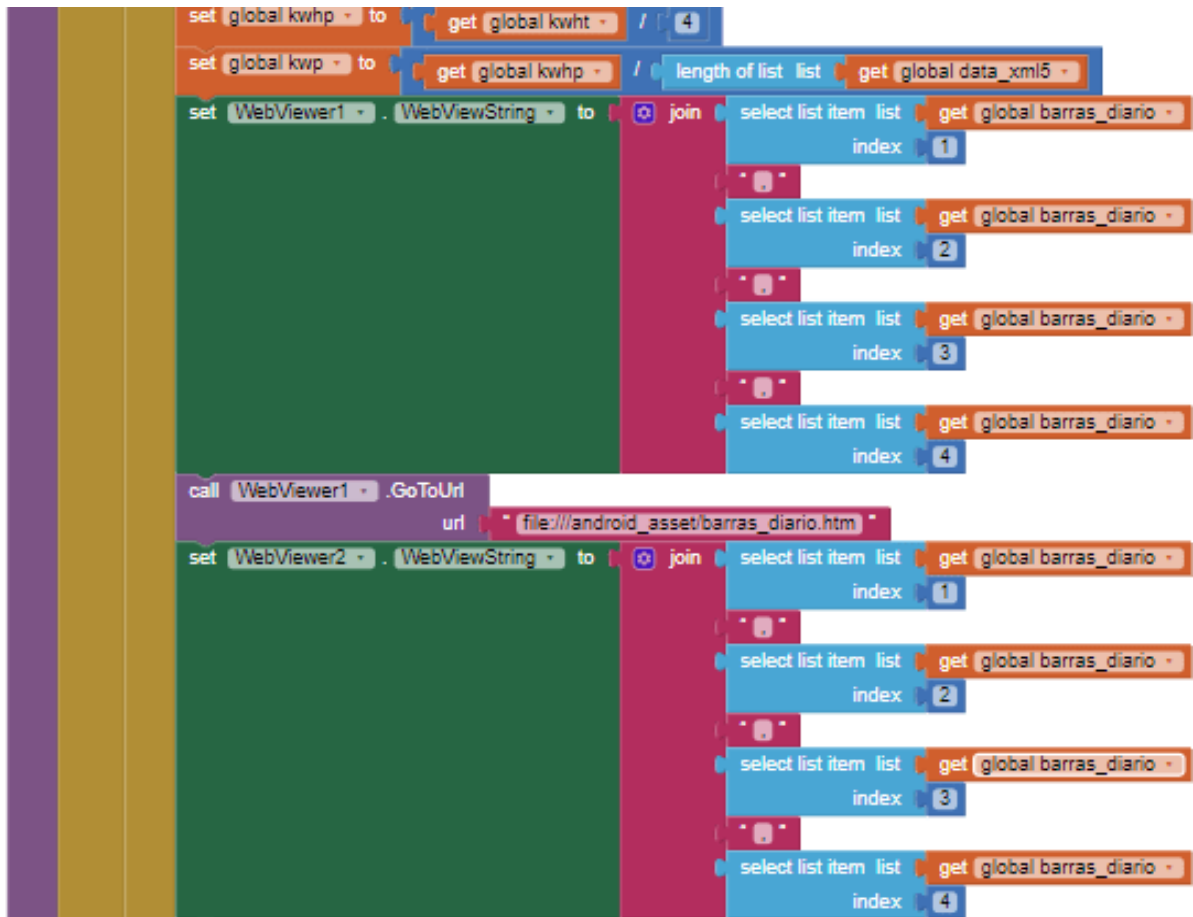 set global kwhp to get global kwht / 4
set global kwp to get global kwhp / length of list list get global data_xml5
set WebViewer1 . WebViewString to join select list item list get global barras_diario
index 1
" , "
select list item list get global barras_diario
index 2
" , "
select list item list get global barras_diario
index 3
" , "
select list item list get global barras_diario
index 4
call WebViewer1 .GoToUrl
url " file:///android_asset/barras_diario.htm "
set WebViewer2 . WebViewString to join select list item list get global barras_diario
index 1
" , "
select list item list get global barras_diario
index 2
" , "
select list item list get global barras_diario
index 3
" , "
select list item list get global barras_diario
index 4